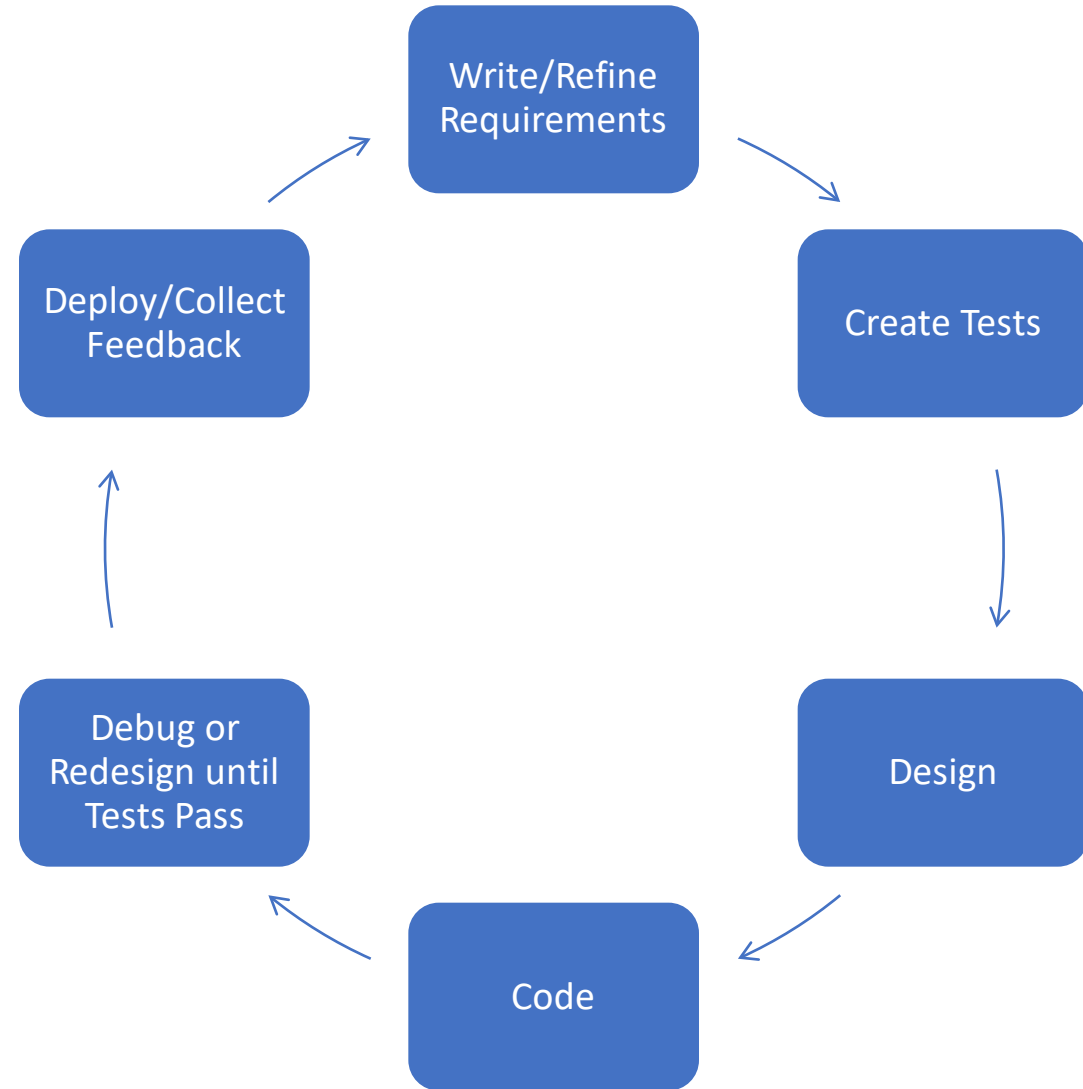 Write/Refine
Requirements
Create Tests
Design
Code
Debug or
Redesign until
Tests Pass
Deploy/Collect
Feedback